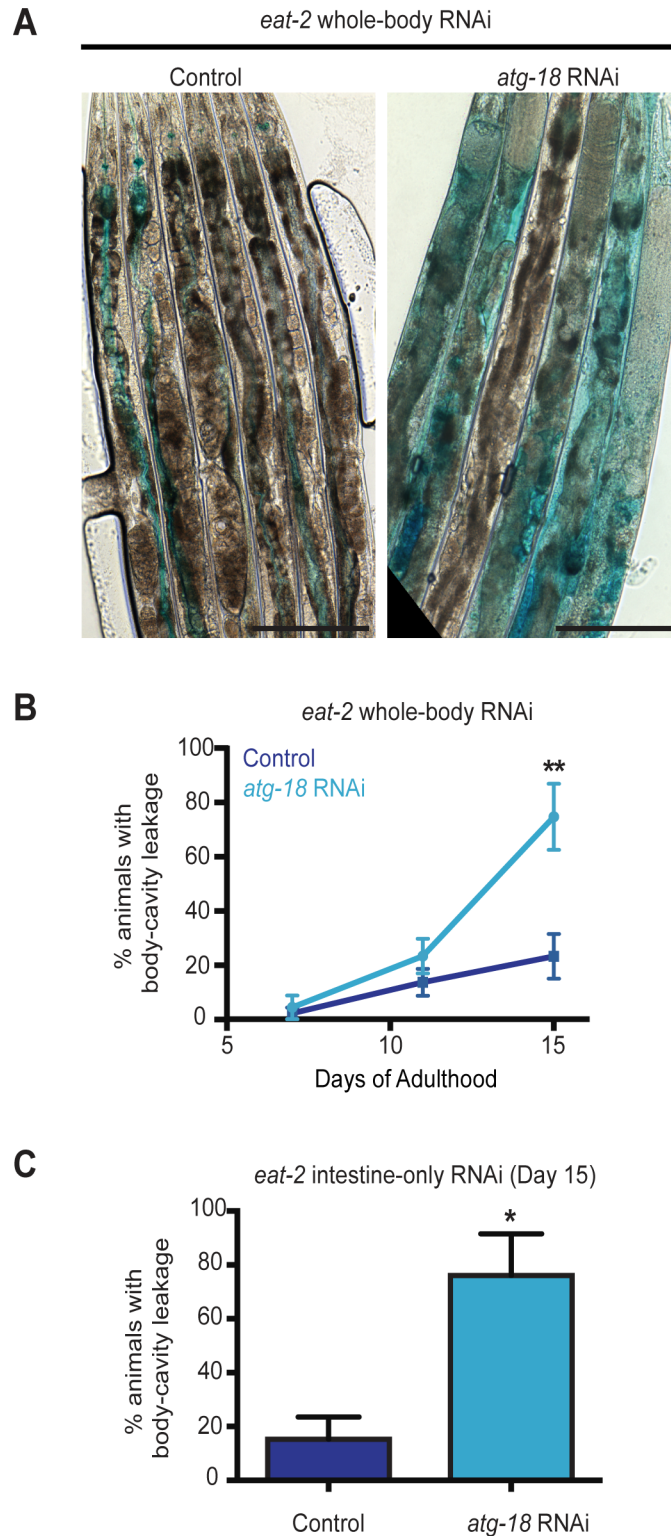 A
eat-2 whole-body RNAi
Control
atg-18 RNAi
B
eat-2 whole-body RNAi
Control
atg-18 RNAi
**
100
80
60
40
20
0
5
10
15
% animals with
body-cavity leakage
Days of Adulthood
C
eat-2 intestine-only RNAi (Day 15)
*
100
80
60
40
20
0
% animals with
body-cavity leakage
Control
atg-18 RNAi